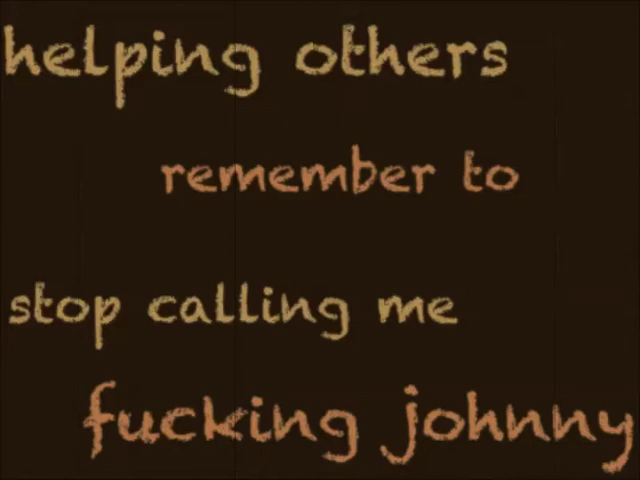 helping others
remember to
stop calling me
fucking johnny